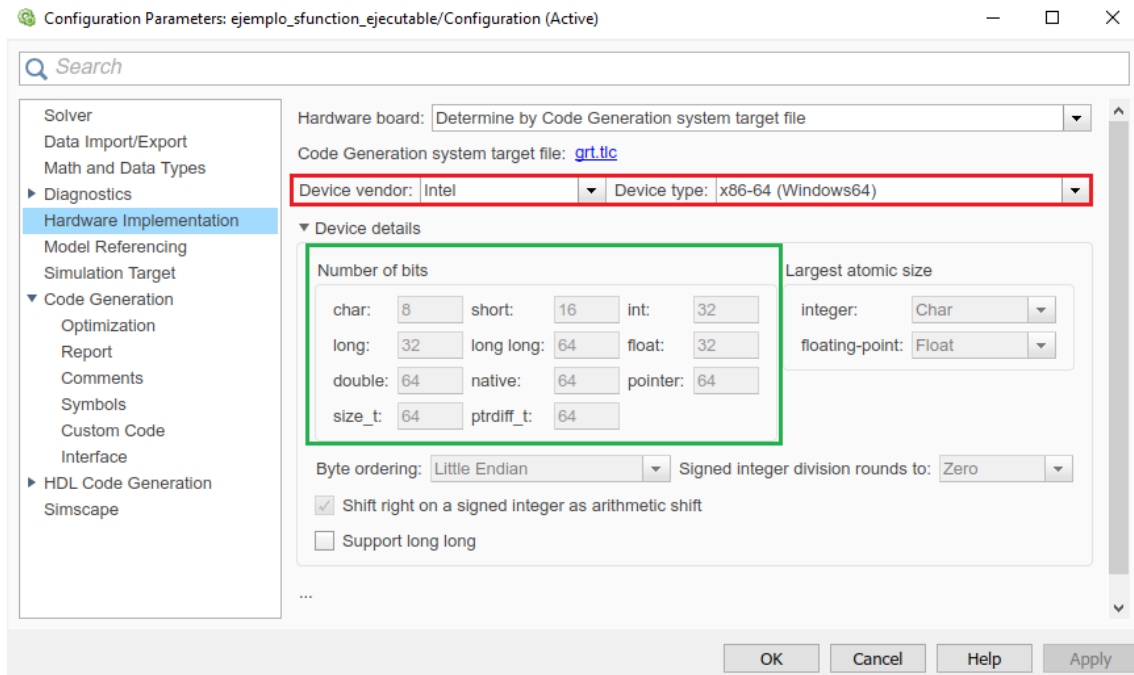 Configuration Parameters: ejemplo_sfunction_ejecutable/Configuration (Active)
Search
Solver
Data Import/Export
Math and Data Types
Diagnostics
Hardware Implementation
Model Referencing
Simulation Target
Code Generation
Optimization
Report
Comments
Symbols
Custom Code
Interface
HDL Code Generation
Simscape
Hardware board: Determine by Code Generation system target file
Code Generation system target file: grt.tlc
Device vendor: Intel Device type: x86-64 (Windows64)
Device details
Number of bits
char: 8 short: 16 int: 32
long: 32 long long: 64 float: 32
double: 64 native: 64 pointer: 64
size_t: 64 ptrdiff_t: 64
Largest atomic size
integer: Char
floating-point: Float
Byte ordering: Little Endian Signed integer division rounds to: Zero
Shift right on a signed integer as arithmetic shift
Support long long
...
OK Cancel Help Apply